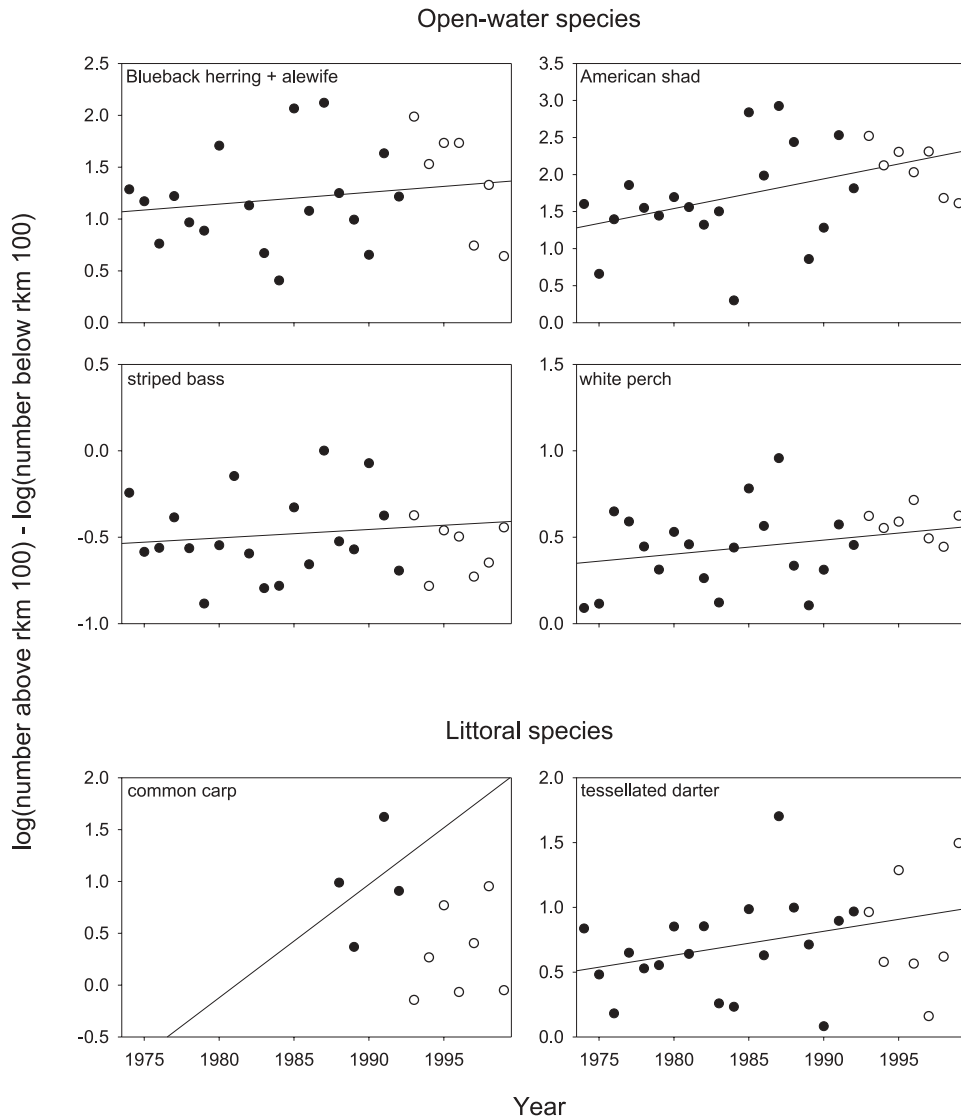 Open-water species
log(number above rkm 100) - log(number below rkm 100)
Blueback herring + alewife
2.5
2.0
1.5
1.0
0.5
0.0
American shad
3.5
3.0
2.5
2.0
1.5
1.0
0.5
0.0
striped bass
0.5
0.0
-0.5
-1.0
white perch
1.5
1.0
0.5
0.0
Littoral species
common carp
2.0
1.5
1.0
0.5
0.0
-0.5
1975 1980 1985 1990 1995
tessellated darter
2.0
1.5
1.0
0.5
0.0
1975 1980 1985 1990 1995
Year